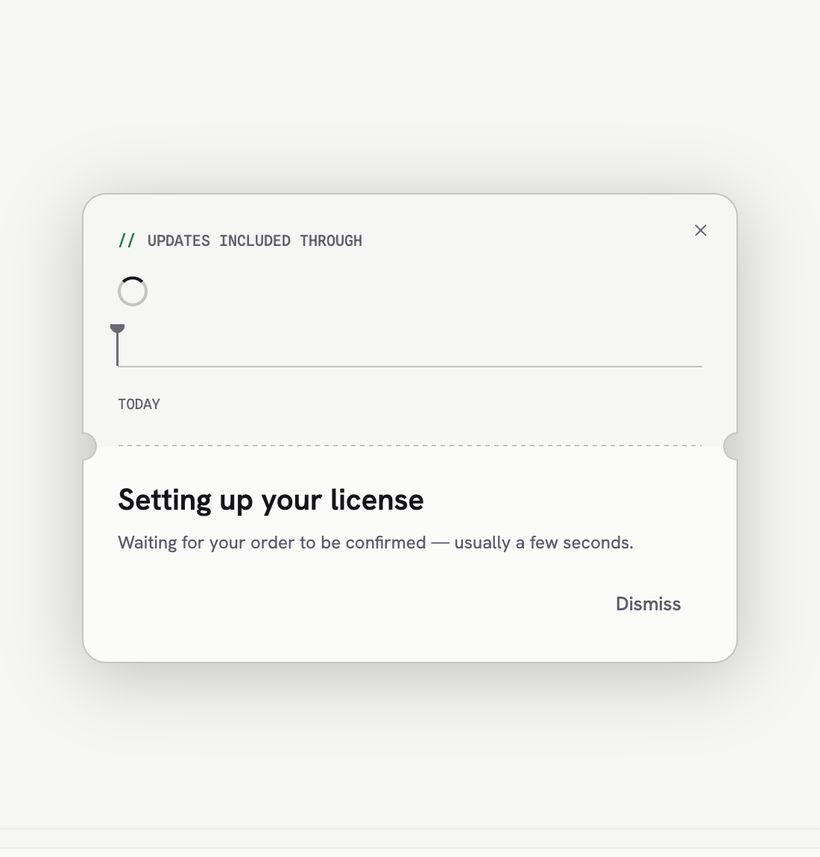 // UPDATES INCLUDED THROUGH
TODAY
Setting up your license
Waiting for your order to be confirmed — usually a few seconds.
Dismiss